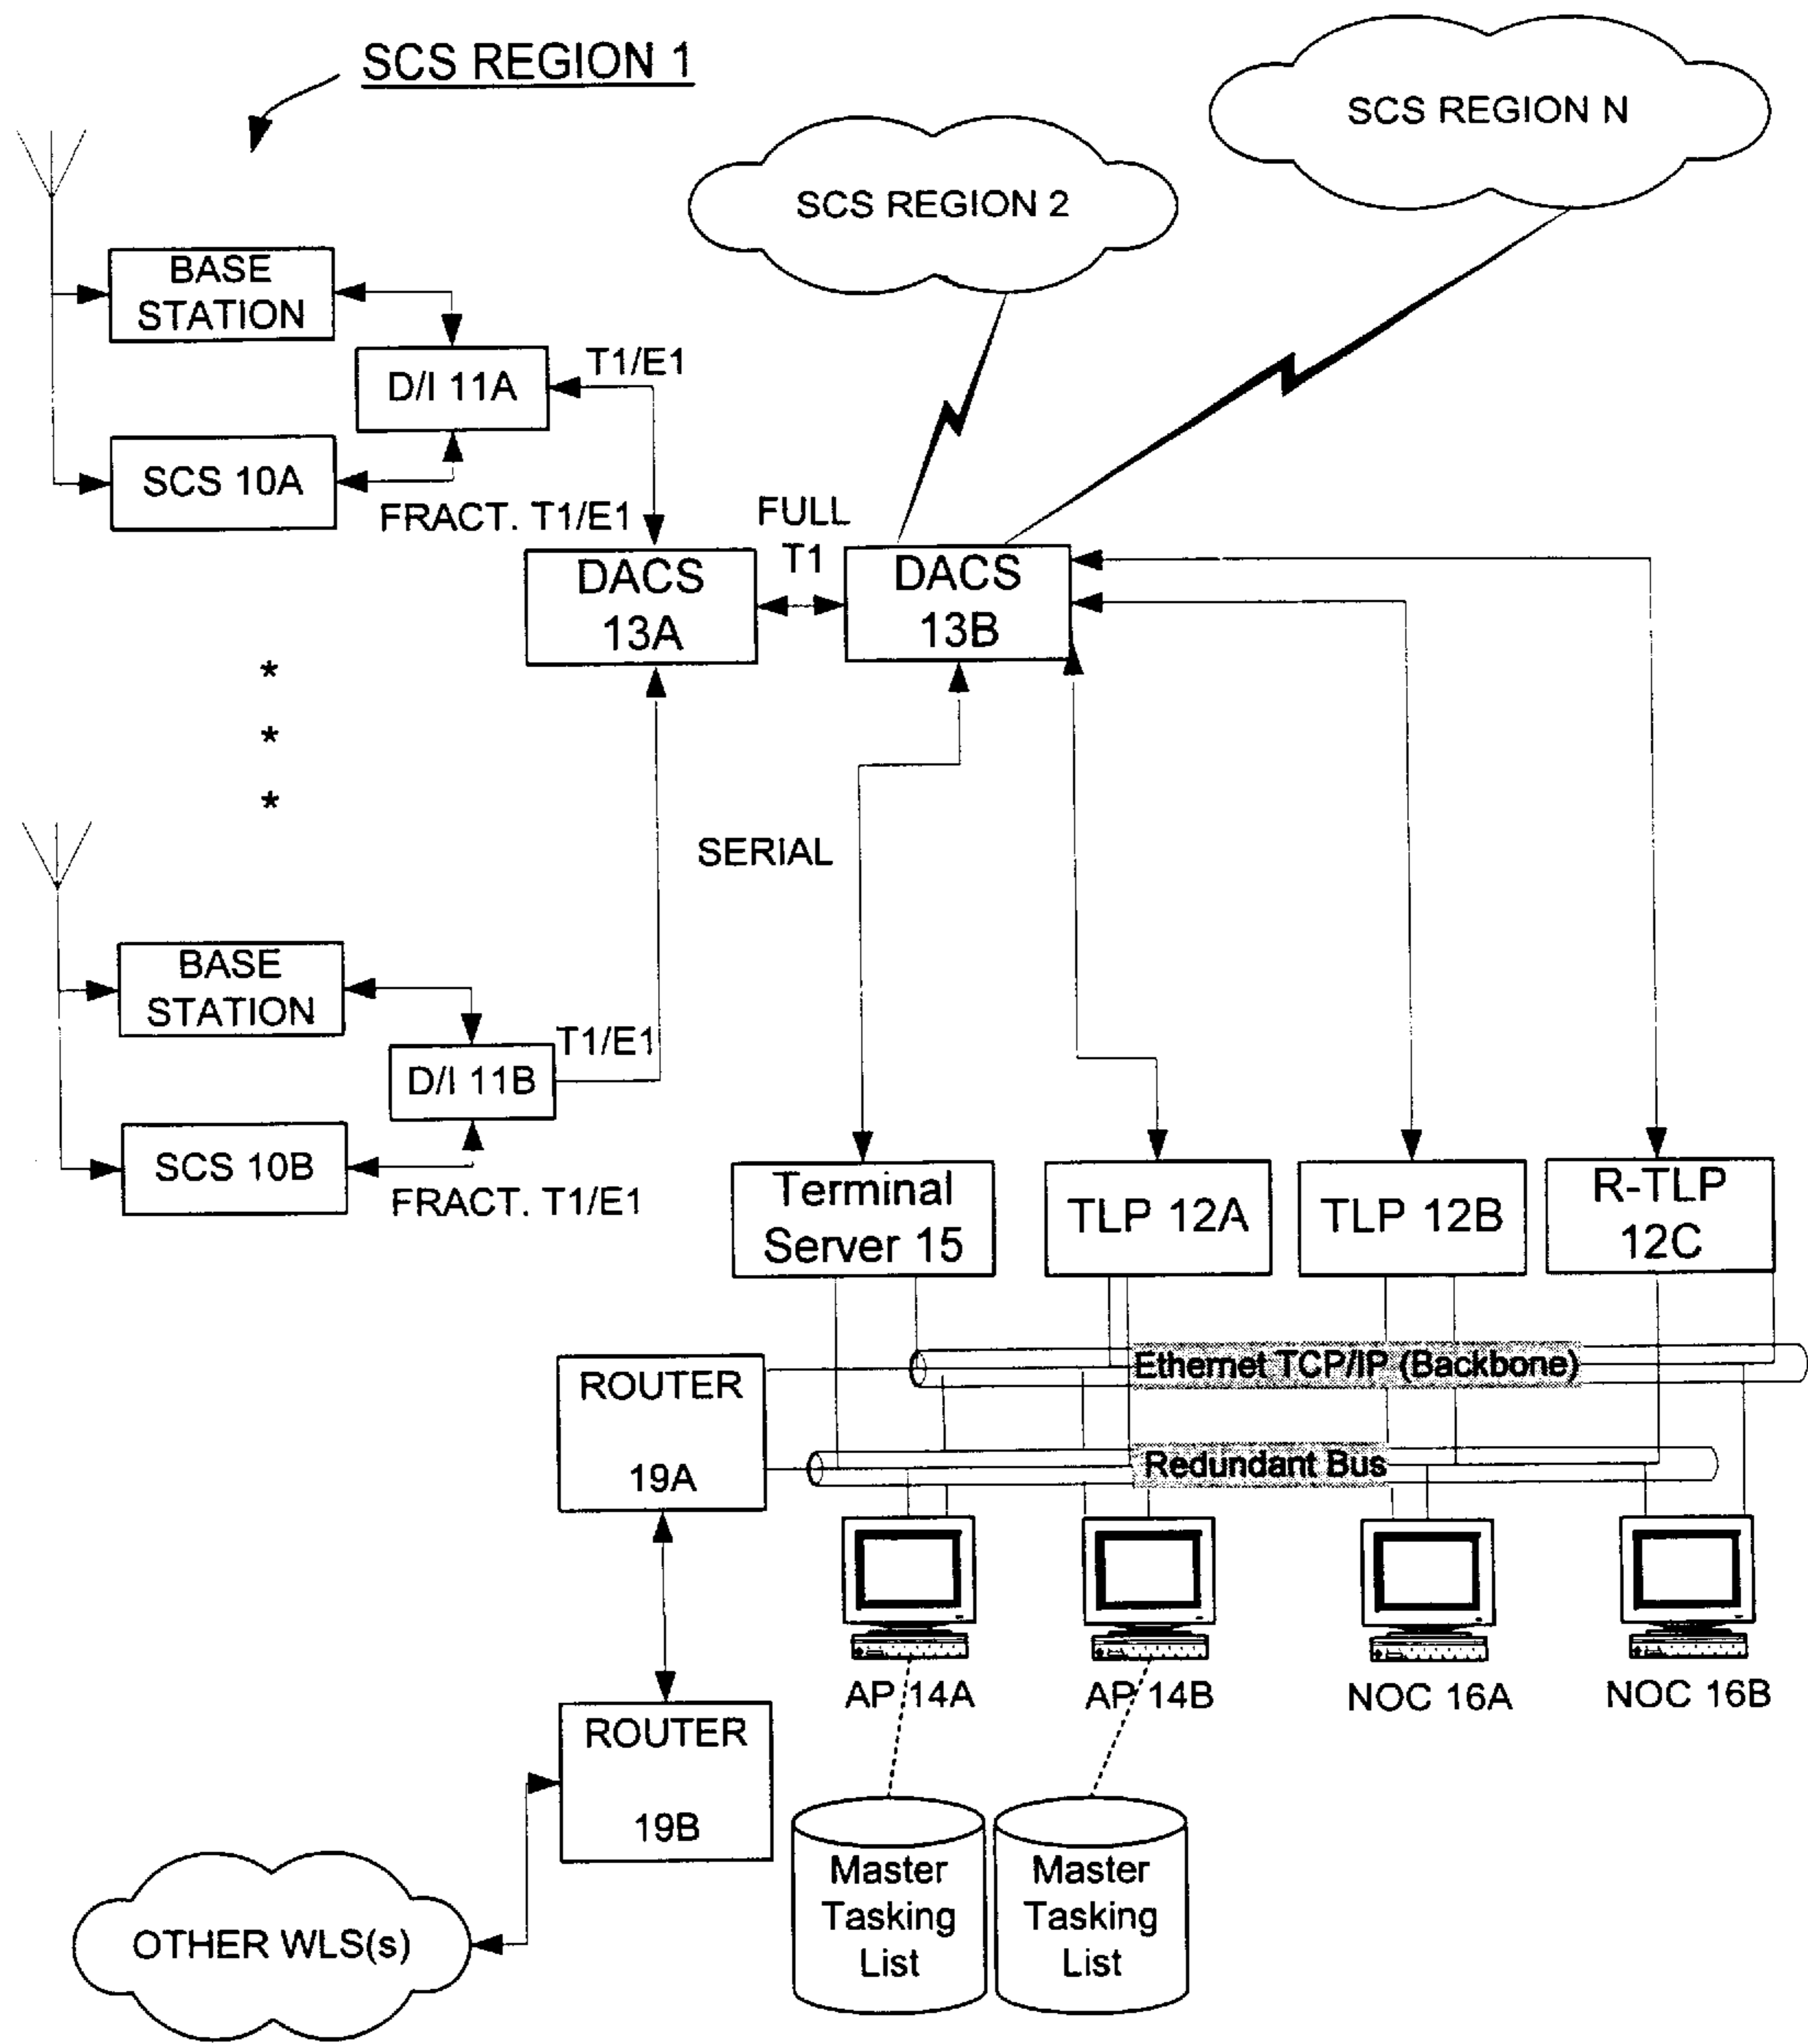 SCS REGION 1
SCS REGION N
SCS REGION 2
BASE
STATION
D/I 11A
T1/E1
SCS 10A
FRACT. T1/E1
FULL
T1
DACS
13A
DACS
13B
*
*
*
SERIAL
BASE
STATION
D/I 11B
T1/E1
SCS 10B
FRACT. T1/E1
Terminal
Server 15
TLP 12A
TLP 12B
R-TLP
12C
Ethernet TCP/IP (Backbone)
ROUTER
19A
Redundant Bus
AP 14A
AP 14B
NOC 16A
NOC 16B
ROUTER
19B
Master
Tasking
List
Master
Tasking
List
OTHER WLS(s)